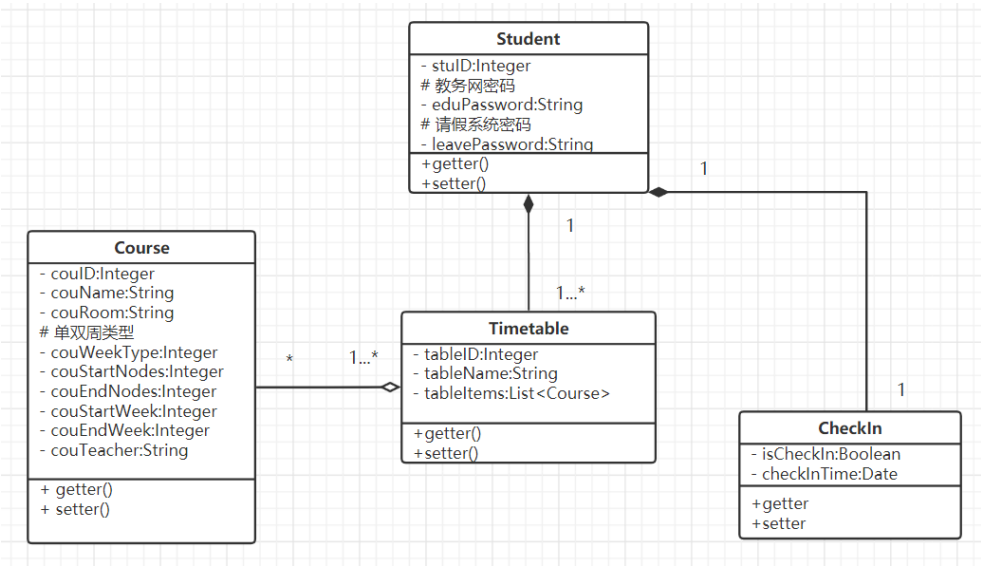 Student
- stuID:Integer
# 教务网密码
- eduPassword:String
# 请假系统密码
- leavePassword:String
+getter()
+setter()
1
1
1...*
Course
- couID:Integer
- couName:String
- couRoom:String
# 单双周类型
- couWeekType:Integer
- couStartNodes:Integer
- couEndNodes:Integer
- couStartWeek:Integer
- couEndWeek:Integer
- couTeacher:String
+ getter()
+ setter()
*
1...*
Timetable
- tableID:Integer
- tableName:String
- tableItems:List<Course>
+getter()
+setter()
1
CheckIn
- isCheckIn:Boolean
- checkInTime:Date
+getter
+setter